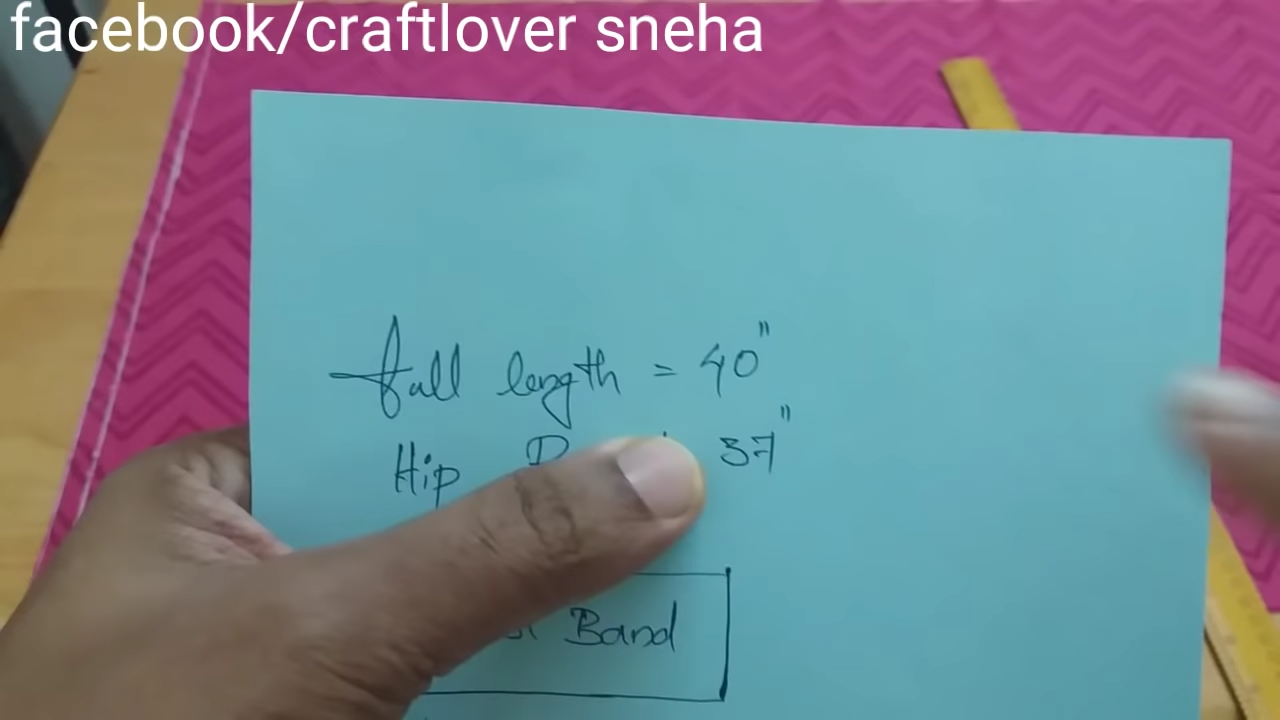 facebook/craftlover sneha
full length = 40"
Hip 37"
Band